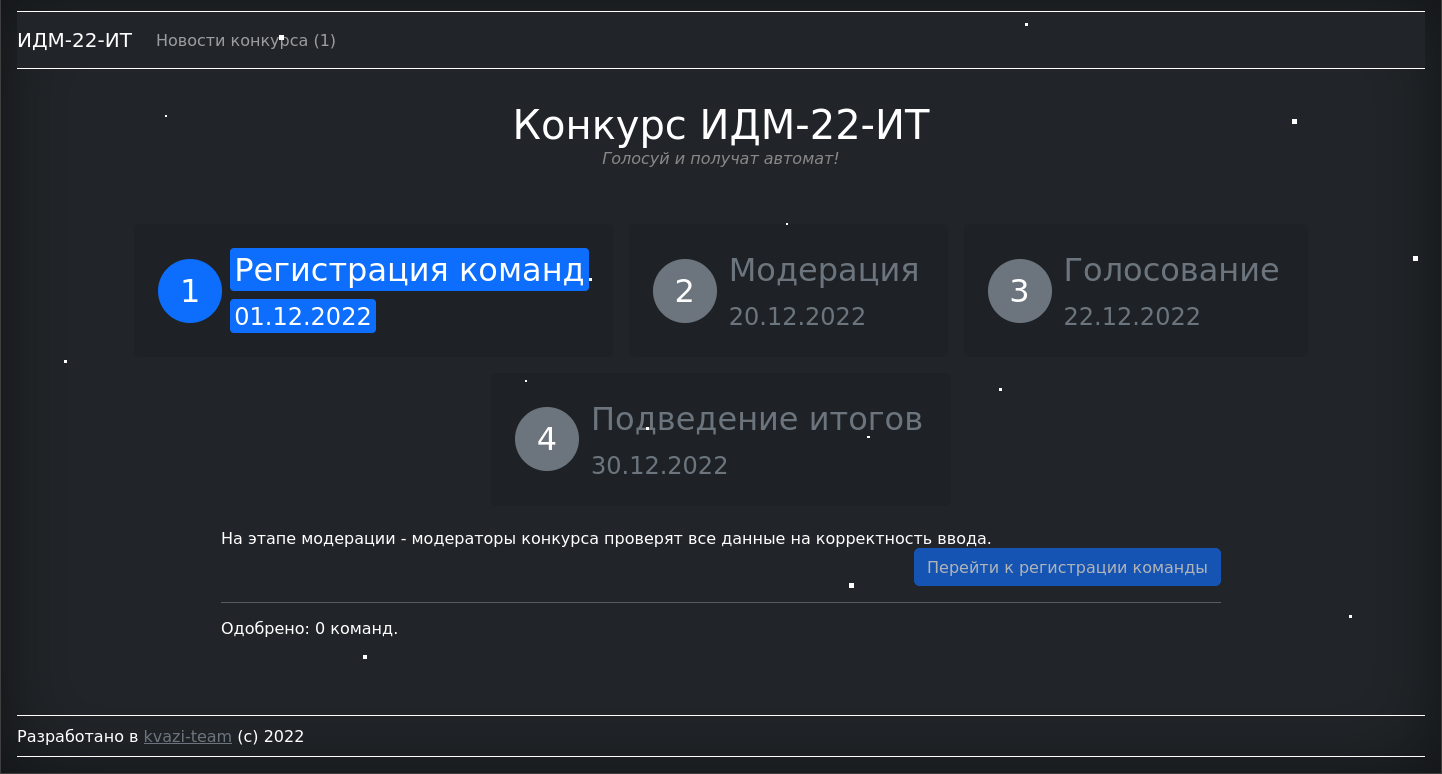 ИДМ-22-ИТ Новости конкурса (1)
Конкурс ИДМ-22-ИТ
Голосуй и получат автомат!
1 Регистрация команд
01.12.2022
2 Модерация
20.12.2022
3 Голосование
22.12.2022
4 Подведение итогов
30.12.2022
На этапе модерации - модераторы конкурса проверят все данные на корректность ввода.
Перейти к регистрации команды
Одобрено: 0 команд.
Разработано в kvazi-team (c) 2022